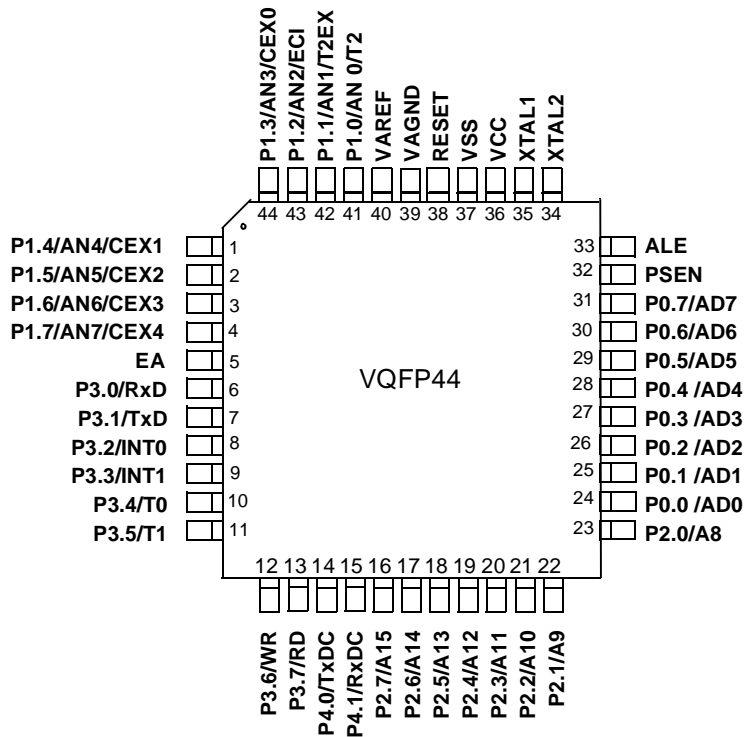 P1.3/AN3/CEX0
P1.2/AN2/ECI
P1.1/AN1/T2EX
P1.0/AN 0/T2
VAREF
VAGND
RESET
VSS
VCC
XTAL1
XTAL2
44 43 42 41 40 39 38 37 36 35 34
P1.4/AN4/CEX1 1
P1.5/AN5/CEX2 2
P1.6/AN6/CEX3 3
P1.7/AN7/CEX4 4
EA 5
P3.0/RxD 6
P3.1/TxD 7
P3.2/INT0 8
P3.3/INT1 9
P3.4/T0 10
P3.5/T1 11
VQFP44
33 ALE
32 PSEN
31 P0.7/AD7
30 P0.6/AD6
29 P0.5/AD5
28 P0.4 /AD4
27 P0.3 /AD3
26 P0.2 /AD2
25 P0.1 /AD1
24 P0.0 /AD0
23 P2.0/A8
12 13 14 15 16 17 18 19 20 21 22
P3.6/WR
P3.7/RD
P4.0/TxDC
P4.1/RxDC
P2.7/A15
P2.6/A14
P2.5/A13
P2.4/A12
P2.3/A11
P2.2/A10
P2.1/A9